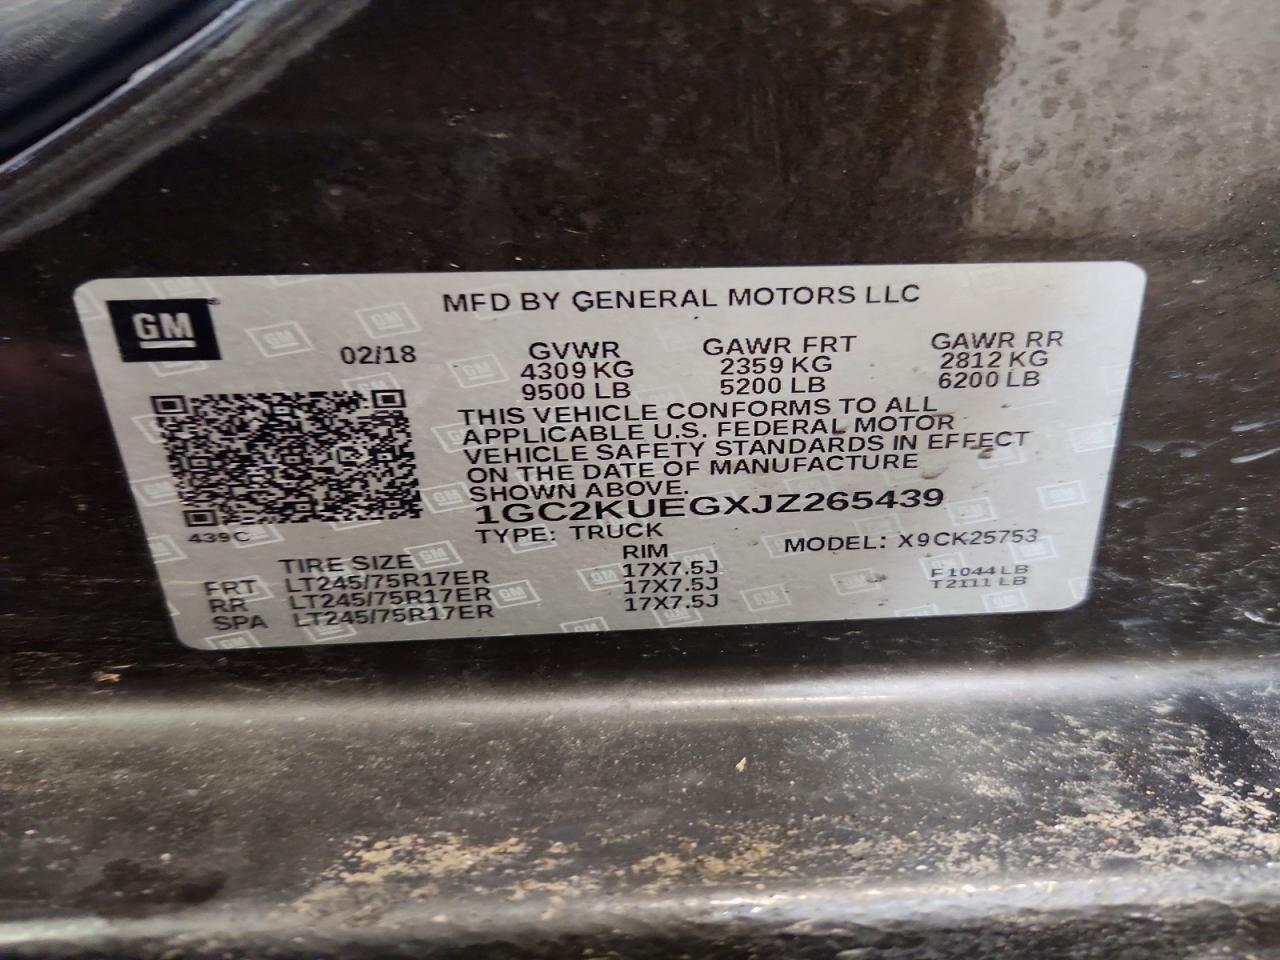 GM
MFD BY GENERAL MOTORS LLC
02/18
GVWR GAWR FRT GAWR RR
4309 KG 2359 KG 2812 KG
9500 LB 5200 LB 6200 LB
THIS VEHICLE CONFORMS TO ALL
APPLICABLE U.S. FEDERAL MOTOR
VEHICLE SAFETY STANDARDS IN EFFECT
ON THE DATE OF MANUFACTURE
SHOWN ABOVE.
1GC2KUEGXJZ265439
439C
TYPE: TRUCK MODEL: X9CK25753
TIRE SIZE RIM
FRT LT245/75R17ER 17X7.5J F1044LB
RR LT245/75R17ER 17X7.5J T2111LB
SPA LT245/75R17ER 17X7.5J